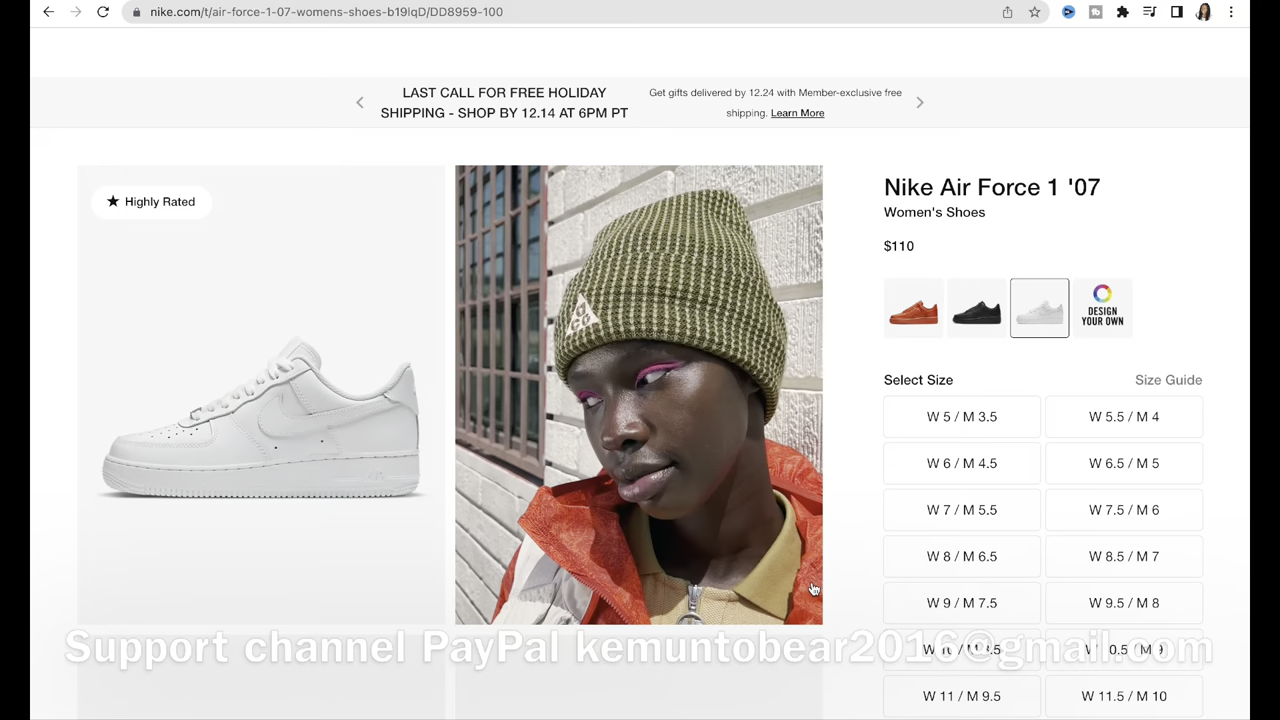 nike.com/t/air-force-1-07-womens-shoes-b19lqD/DD8959-100
LAST CALL FOR FREE HOLIDAY
SHIPPING - SHOP BY 12.14 AT 6PM PT
Get gifts delivered by 12.24 with Member-exclusive free
shipping. Learn More
Highly Rated
Nike Air Force 1 '07
Women's Shoes
$110
DESIGN
YOUR OWN
Select Size
Size Guide
W 5 / M 3.5
W 5.5 / M 4
W 6 / M 4.5
W 6.5 / M 5
W 7 / M 5.5
W 7.5 / M 6
W 8 / M 6.5
W 8.5 / M 7
W 9 / M 7.5
W 9.5 / M 8
Support channel PayPal kemuntobear2016@gmail.com
W 11 / M 9.5
W 11.5 / M 10